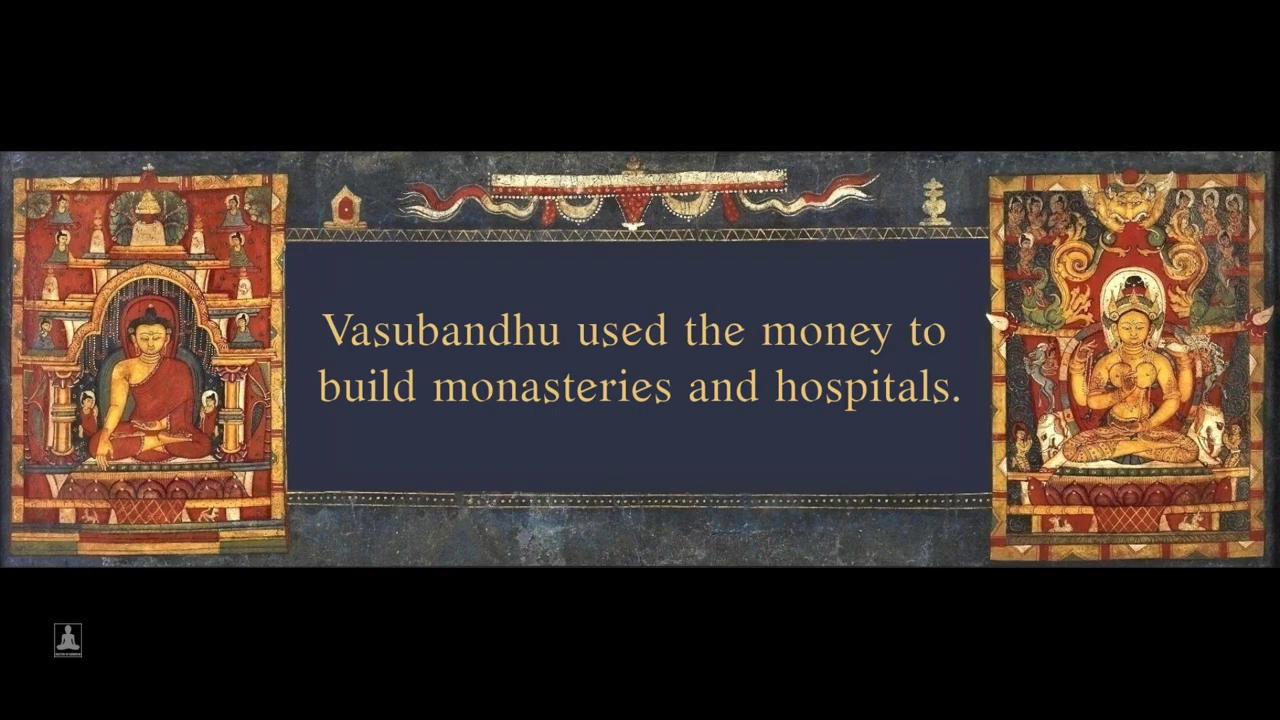 Vasubandhu used the money to
build monasteries and hospitals.